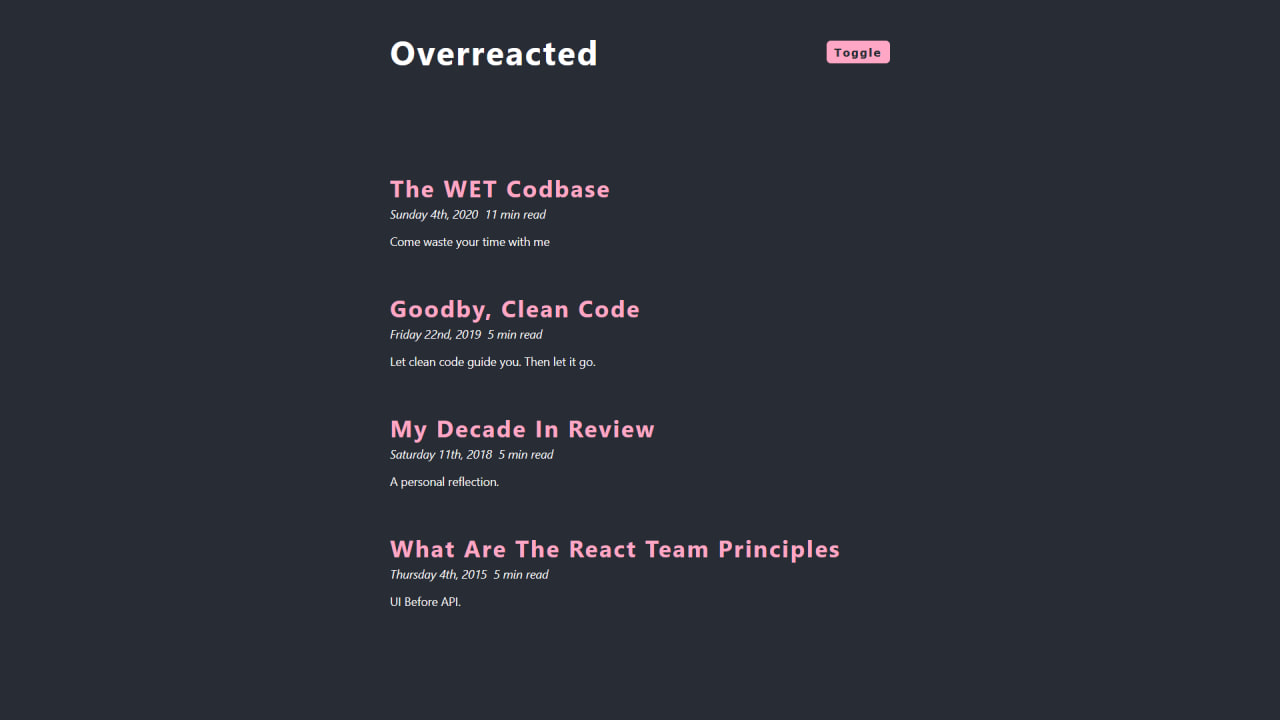 Overreacted
Toggle
The WET Codbase
Sunday 4th, 2020 11 min read
Come waste your time with me
Goodby, Clean Code
Friday 22nd, 2019 5 min read
Let clean code guide you. Then let it go.
My Decade In Review
Saturday 11th, 2018 5 min read
A personal reflection.
What Are The React Team Principles
Thursday 4th, 2015 5 min read
UI Before API.